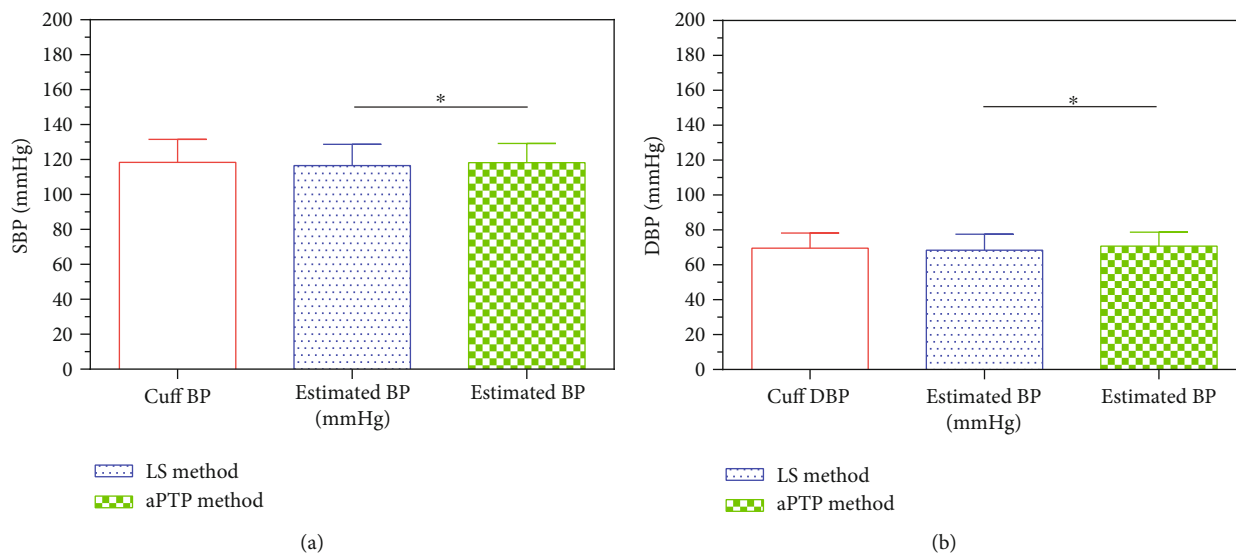 200
180
160
140
120
100
80
60
40
20
0
SBP (mmHg)
*
Cuff BP
Estimated BP
(mmHg)
Estimated BP
LS method
aPTP method
(a)
200
180
160
140
120
100
80
60
40
20
0
DBP (mmHg)
*
Cuff DBP
Estimated BP
(mmHg)
Estimated BP
LS method
aPTP method
(b)